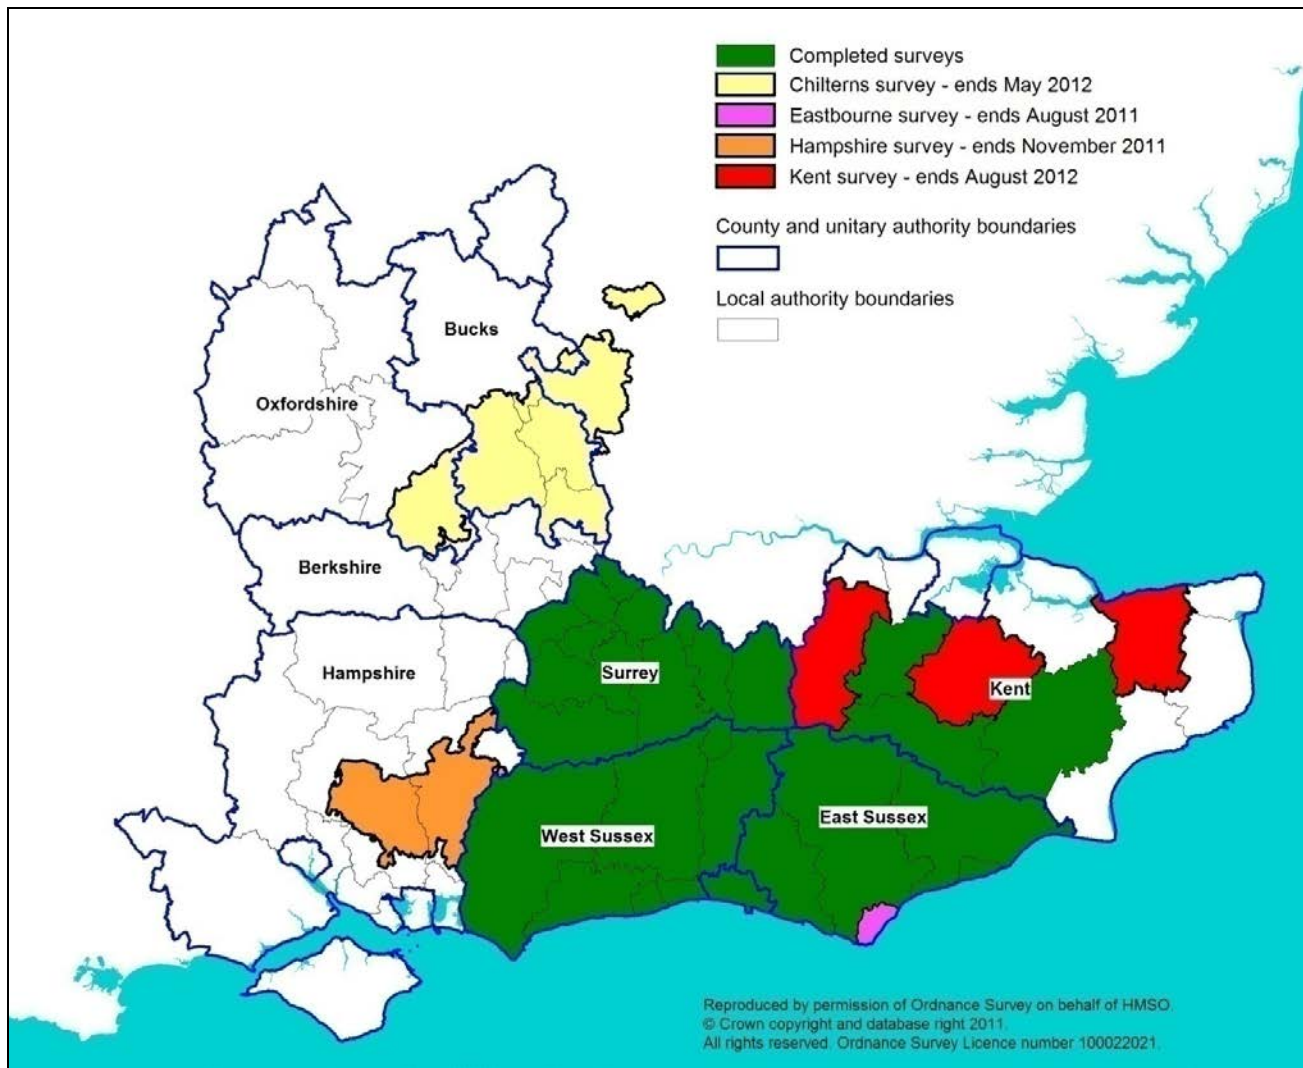 Completed surveys
Chilterns survey - ends May 2012
Eastbourne survey - ends August 2011
Hampshire survey - ends November 2011
Kent survey - ends August 2012
County and unitary authority boundaries
Local authority boundaries
Bucks
Oxfordshire
Berkshire
Hampshire
Surrey
Kent
East Sussex
West Sussex
Reproduced by permission of Ordnance Survey on behalf of HMSO.
© Crown copyright and database right 2011.
All rights reserved. Ordnance Survey Licence number 100022021.